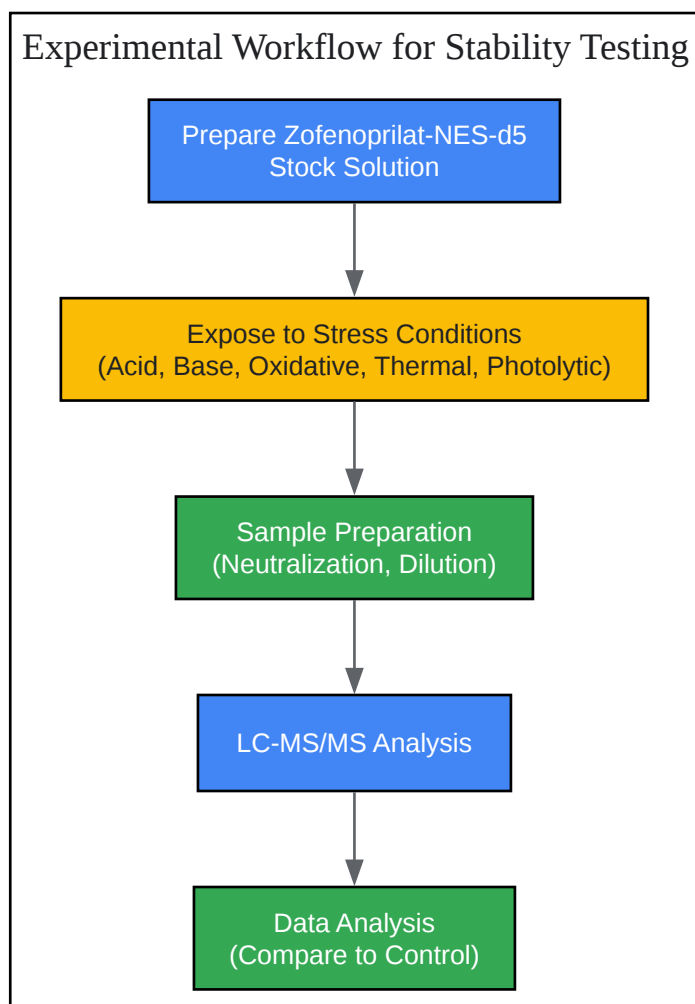 Experimental Workflow for Stability Testing
Prepare Zofenoprilat-NES-d5
Stock Solution
Expose to Stress Conditions
(Acid, Base, Oxidative, Thermal, Photolytic)
Sample Preparation
(Neutralization, Dilution)
LC-MS/MS Analysis
Data Analysis
(Compare to Control)